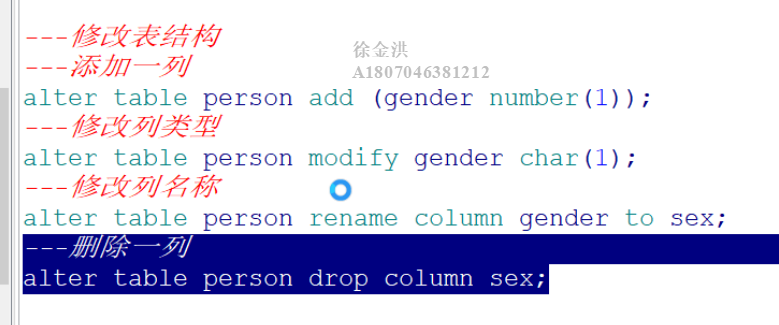 ---修改表结构
徐金洪
---添加一列
A1807046381212
alter table person add (gender number(1));
---修改列类型
alter table person modify gender char(1);
---修改列名称
alter table person rename column gender to sex;
---删除一列
alter table person drop column sex;